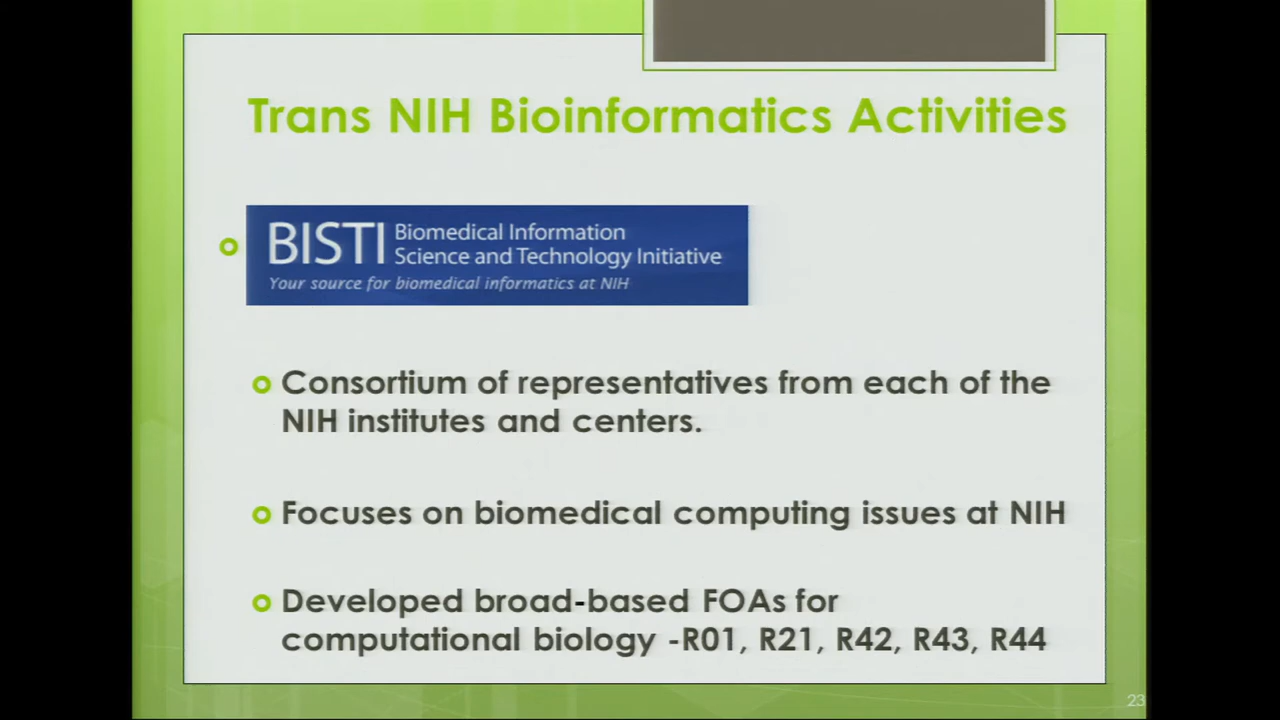 Trans NIH Bioinformatics Activities
BISTI Biomedical Information
Science and Technology Initiative
Your source for biomedical informatics at NIH
Consortium of representatives from each of the
NIH institutes and centers.
Focuses on biomedical computing issues at NIH
Developed broad-based FOAs for
computational biology -R01, R21, R42, R43, R44
23